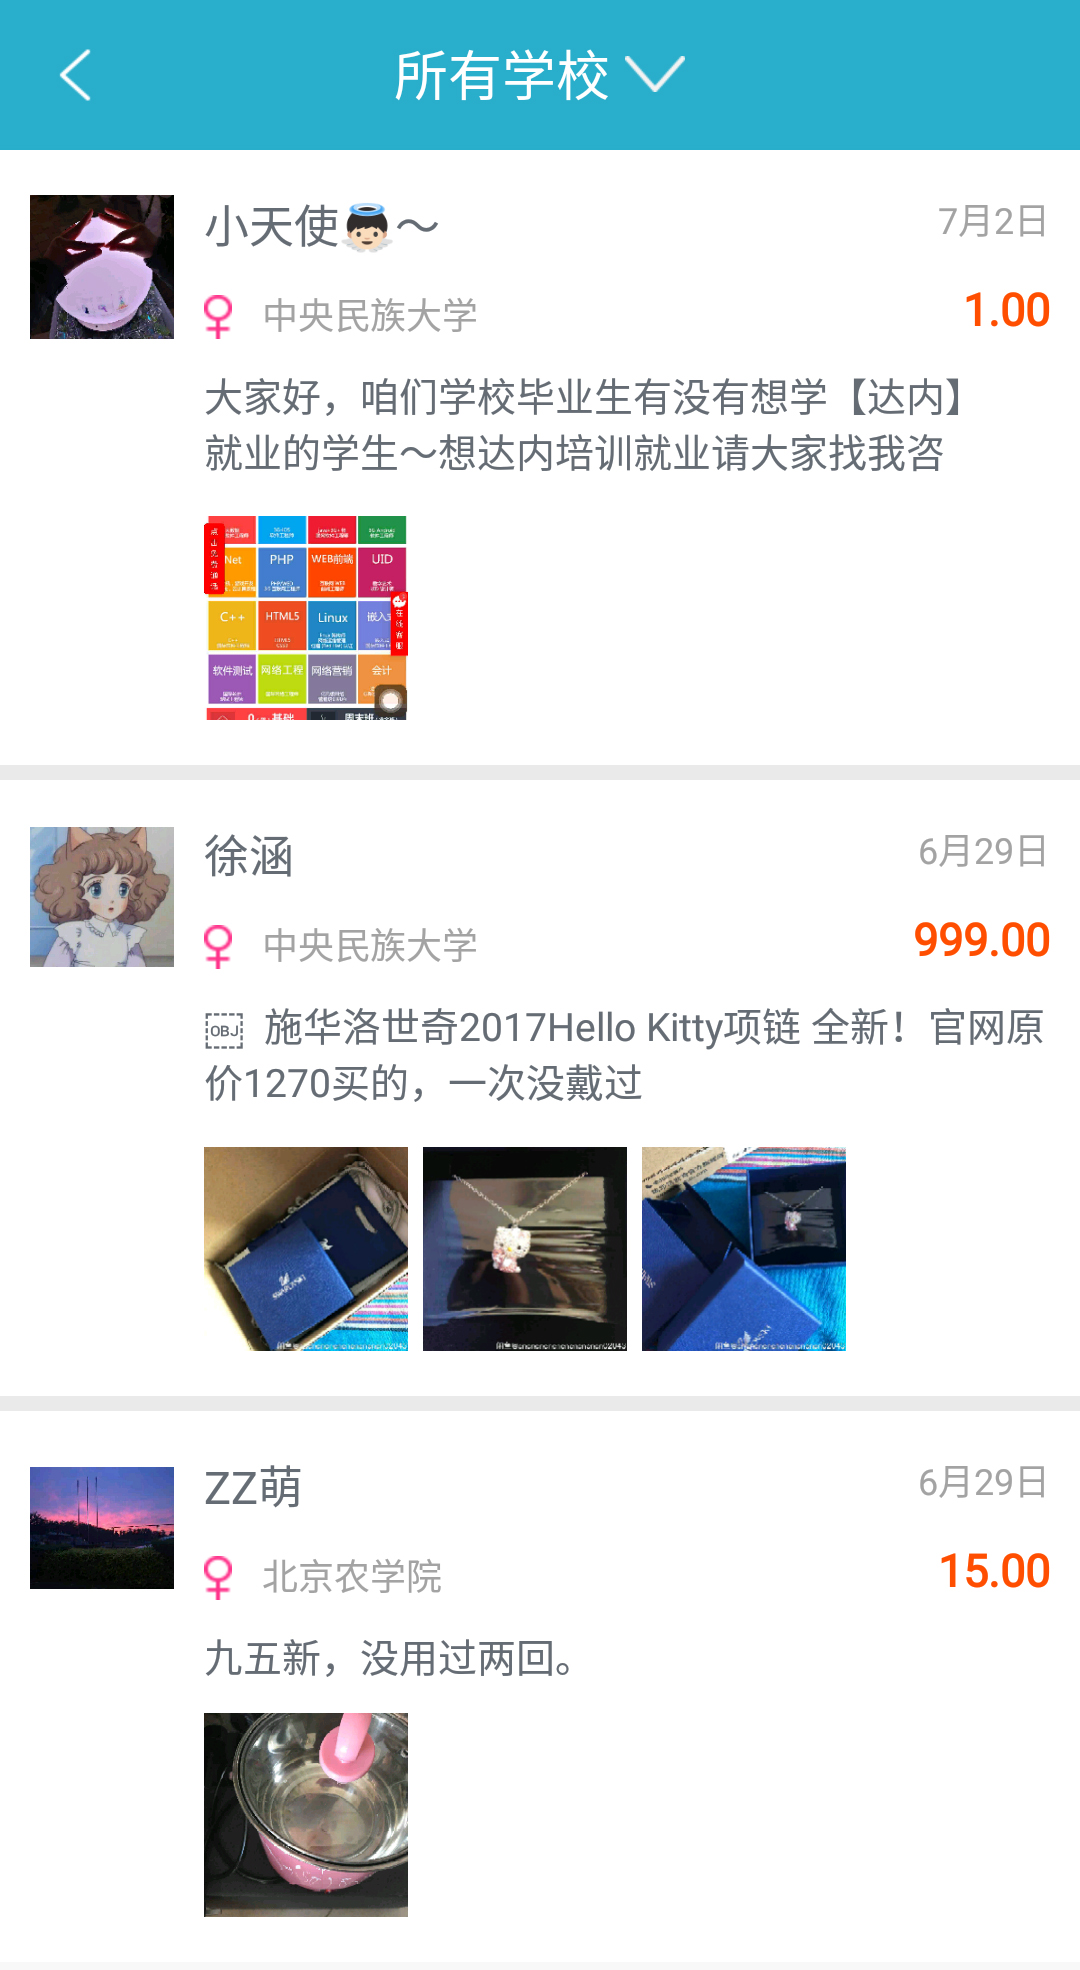 所有学校
小天使👼🏻～
7月2日
中央民族大学
1.00
大家好，咱们学校毕业生有没有想学【达内】
就业的学生～想达内培训就业请大家找我咨
Net
PHP
WEB前端
UID
C++
HTML5
Linux
嵌入
软件测试
网络工程
网络营销
会计
徐涵
6月29日
中央民族大学
999.00
OBJ 施华洛世奇2017Hello Kitty项链 全新！官网原
价1270买的，一次没戴过
ZZ萌
6月29日
北京农学院
15.00
九五新，没用过两回。